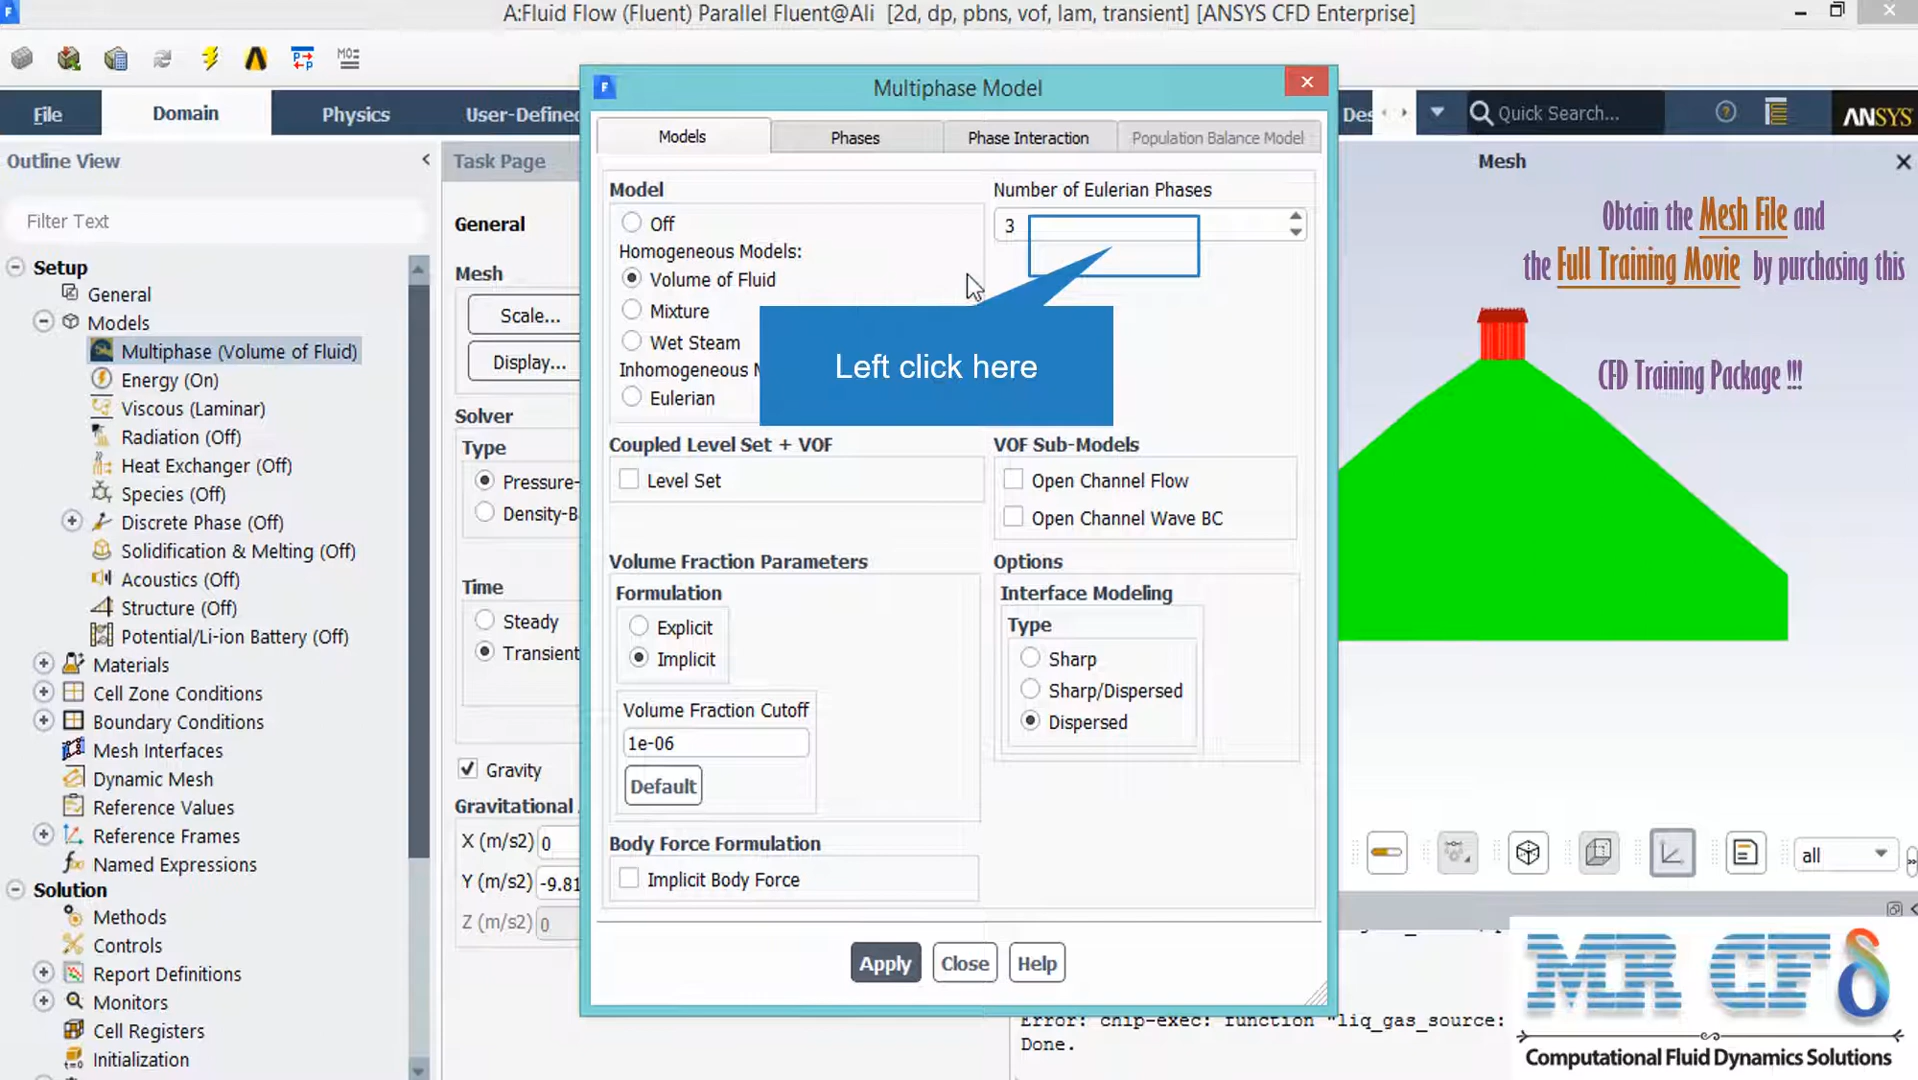 A:Fluid Flow (Fluent) Parallel Fluent@Ali [2d, dp, pbns, vof, lam, transient] [ANSYS CFD Enterprise]
File
Domain
Physics
User-Define
Des
Quick Search...
ANSYS
Outline View
Filter Text
Setup
General
Models
Multiphase (Volume of Fluid)
Energy (On)
Viscous (Laminar)
Radiation (Off)
Heat Exchanger (Off)
Species (Off)
Discrete Phase (Off)
Solidification & Melting (Off)
Acoustics (Off)
Structure (Off)
Potential/Li-ion Battery (Off)
Materials
Cell Zone Conditions
Boundary Conditions
Mesh Interfaces
Dynamic Mesh
Reference Values
Reference Frames
Named Expressions
Solution
Methods
Controls
Report Definitions
Monitors
Cell Registers
Initialization
Task Page
General
Mesh
Scale...
Display...
Solver
Type
Pressure-
Density-B
Time
Steady
Transient
Gravity
Gravitational
X (m/s2) 0
Y (m/s2) -9.81
Z (m/s2) 0
Multiphase Model
Models
Phases
Phase Interaction
Population Balance Model
Model
Off
Homogeneous Models:
Volume of Fluid
Mixture
Wet Steam
Inhomogeneous M
Eulerian
Number of Eulerian Phases
3
Left click here
Coupled Level Set + VOF
Level Set
VOF Sub-Models
Open Channel Flow
Open Channel Wave BC
Volume Fraction Parameters
Formulation
Explicit
Implicit
Volume Fraction Cutoff
1e-06
Default
Options
Interface Modeling
Type
Sharp
Sharp/Dispersed
Dispersed
Body Force Formulation
Implicit Body Force
Apply
Close
Help
Mesh
Obtain the Mesh File and
the Full Training Movie by purchasing this
CFD Training Package !!!
all
Error: chip-exec: function "liq_gas_source:
Done.
MR CFD
Computational Fluid Dynamics Solutions